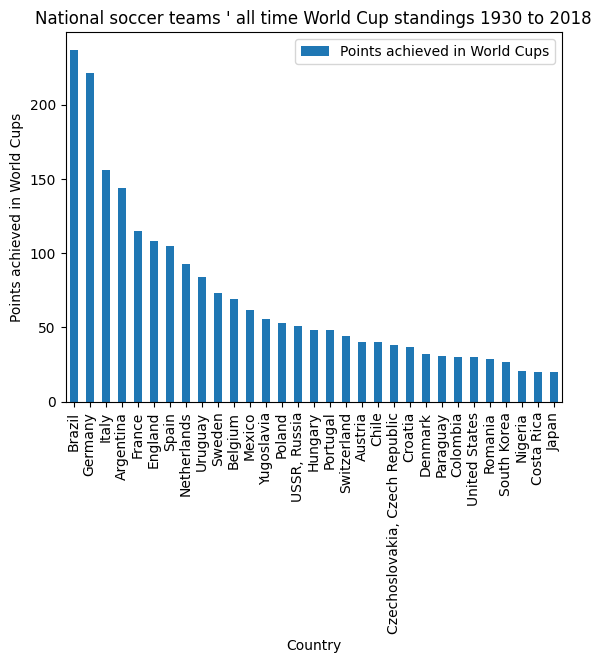 National soccer teams ' all time World Cup standings 1930 to 2018
Points achieved in World Cups
Points achieved in World Cups
200
150
100
50
0
Brazil
Germany
Italy
Argentina
France
England
Spain
Netherlands
Uruguay
Sweden
Belgium
Mexico
Yugoslavia
Poland
USSR, Russia
Hungary
Portugal
Switzerland
Austria
Chile
Czechoslovakia, Czech Republic
Croatia
Denmark
Paraguay
Colombia
United States
Romania
South Korea
Nigeria
Costa Rica
Japan
Country